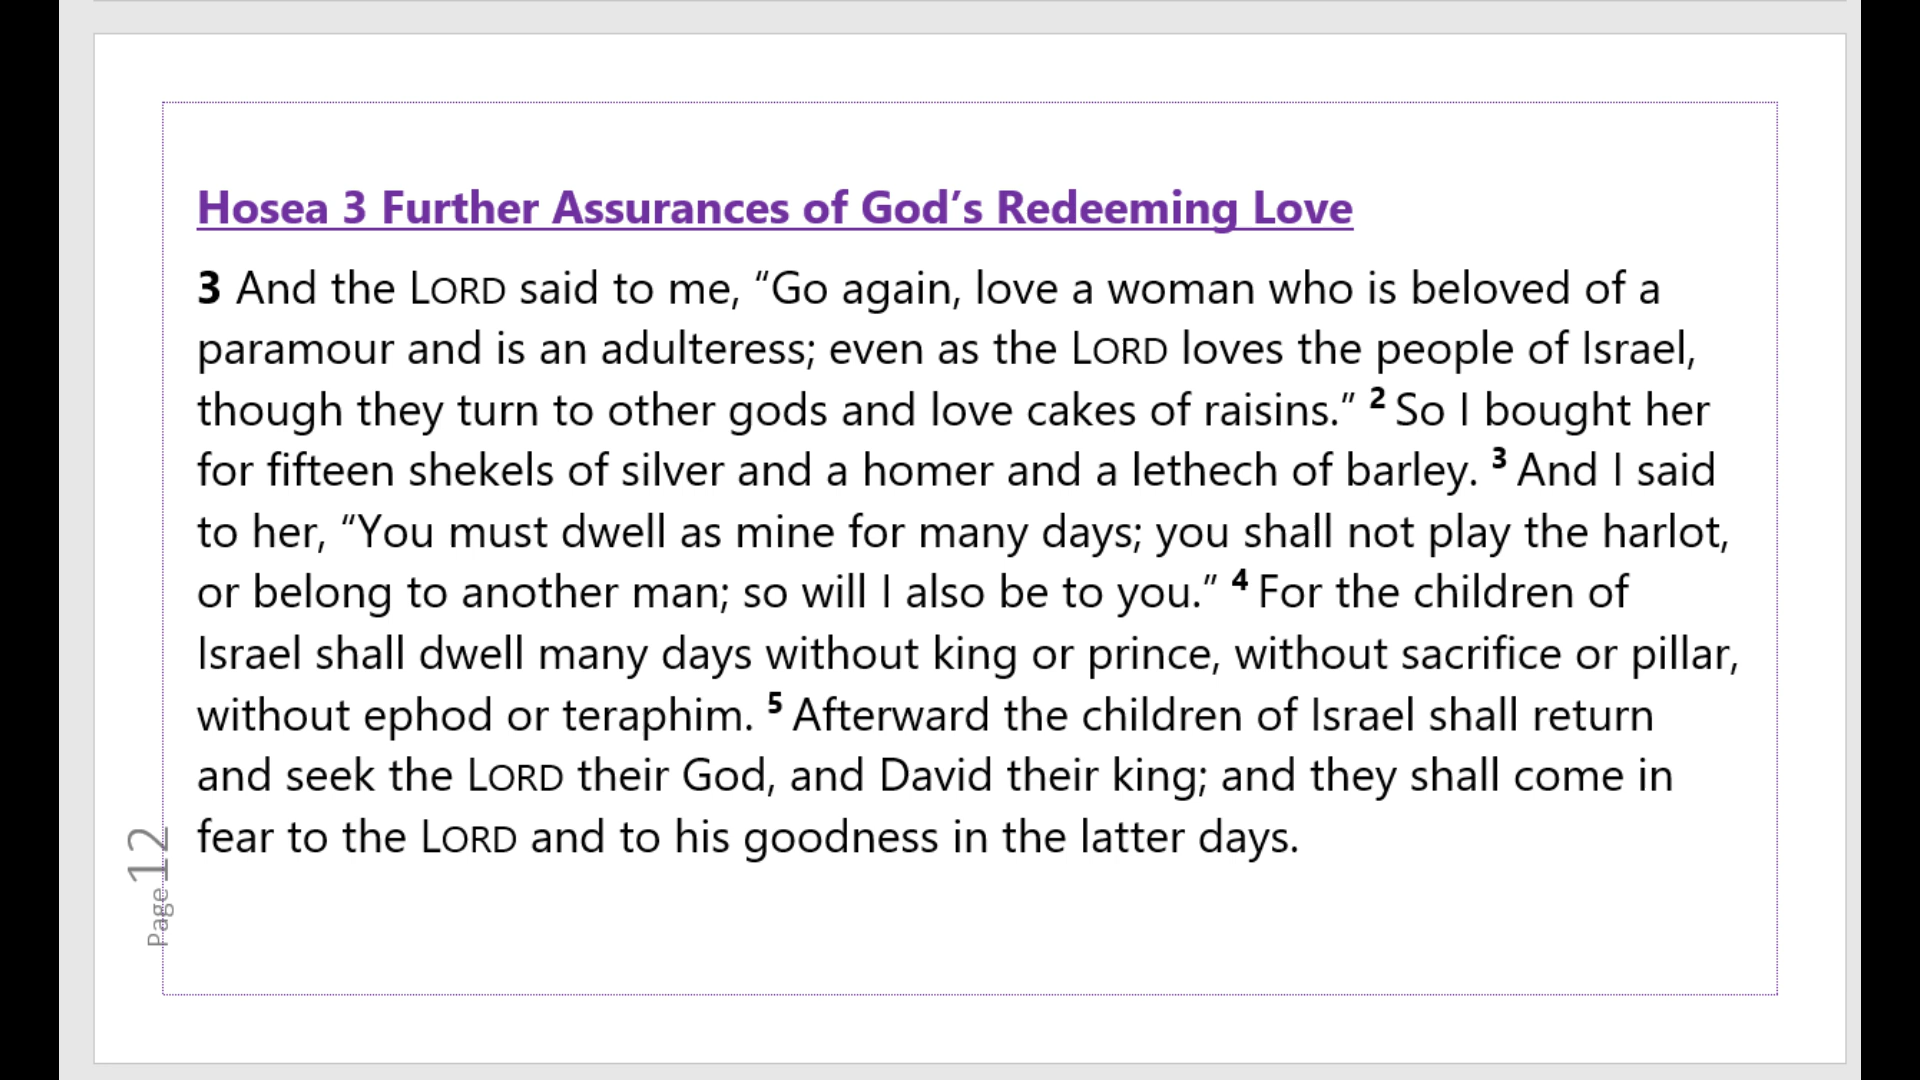 Hosea 3 Further Assurances of God’s Redeeming Love
3 And the LORD said to me, “Go again, love a woman who is beloved of a
paramour and is an adulteress; even as the LORD loves the people of Israel,
though they turn to other gods and love cakes of raisins.” 2 So I bought her
for fifteen shekels of silver and a homer and a lethech of barley. 3 And I said
to her, “You must dwell as mine for many days; you shall not play the harlot,
or belong to another man; so will I also be to you.” 4 For the children of
Israel shall dwell many days without king or prince, without sacrifice or pillar,
without ephod or teraphim. 5 Afterward the children of Israel shall return
and seek the LORD their God, and David their king; and they shall come in
fear to the LORD and to his goodness in the latter days.
Page 12